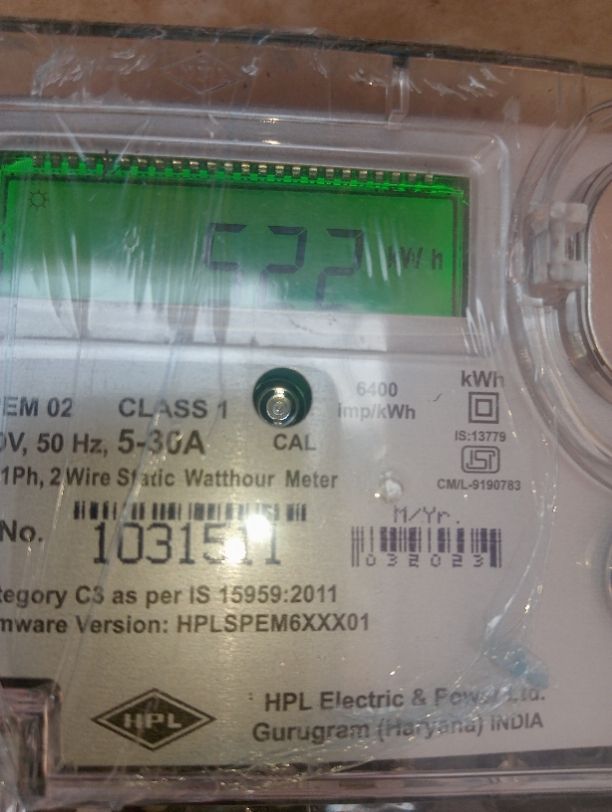 522 kWh
PEM 02 CLASS 1
6400
imp/kWh
kWh
IS:13779
V, 50 Hz, 5-30A CAL
1Ph, 2 Wire Static Watthour Meter
CM/L-9190783
M/Yr.
No. 1031511
032023
tegory C3 as per IS 15959:2011
mware Version: HPLSPEM6XXX01
HPL
HPL Electric & Power Ltd.
Gurugram (Haryana) INDIA